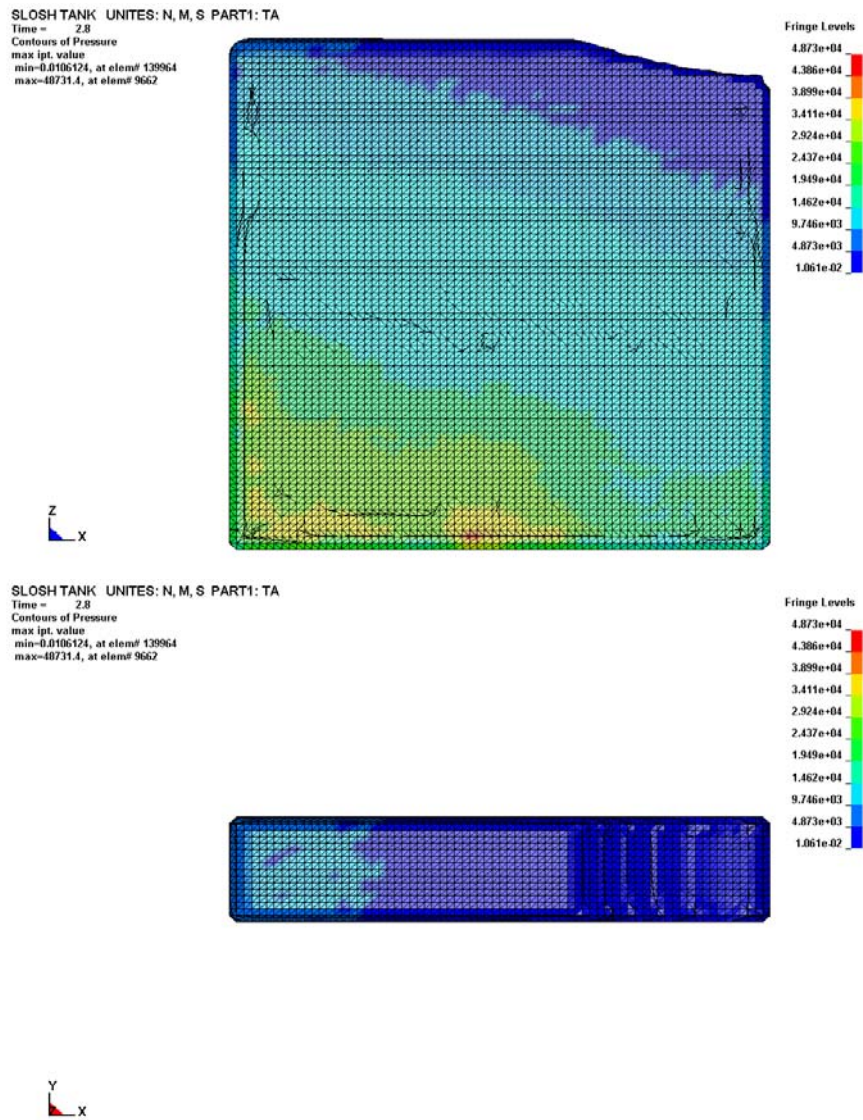 SLOSH TANK UNITES: N, M, S PART1: TA
Time = 2.8
Contours of Pressure
max ipt. value
min=0.0106124, at elem# 139964
max=48731.4, at elem# 9662
Fringe Levels
4.873e+04
4.386e+04
3.899e+04
3.411e+04
2.924e+04
2.437e+04
1.949e+04
1.462e+04
9.746e+03
4.873e+03
1.061e-02
Z
X
SLOSH TANK UNITES: N, M, S PART1: TA
Time = 2.8
Contours of Pressure
max ipt. value
min=0.0106124, at elem# 139964
max=48731.4, at elem# 9662
Fringe Levels
4.873e+04
4.386e+04
3.899e+04
3.411e+04
2.924e+04
2.437e+04
1.949e+04
1.462e+04
9.746e+03
4.873e+03
1.061e-02
Y
X